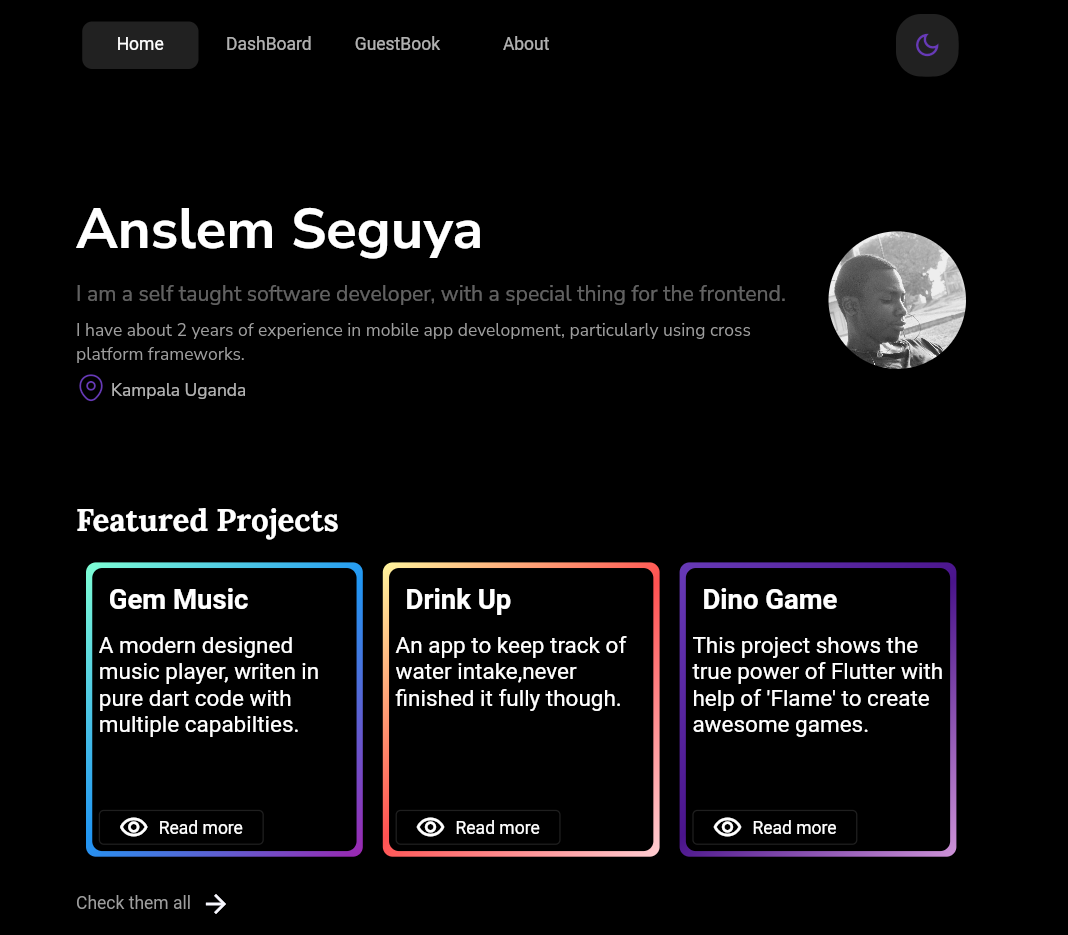 Home DashBoard GuestBook About
Anslem Seguya
I am a self taught software developer, with a special thing for the frontend.
I have about 2 years of experience in mobile app development, particularly using cross
platform frameworks.
Kampala Uganda
Featured Projects
Gem Music
A modern designed
music player, writen in
pure dart code with
multiple capabilties.
Read more
Drink Up
An app to keep track of
water intake,never
finished it fully though.
Read more
Dino Game
This project shows the
true power of Flutter with
help of 'Flame' to create
awesome games.
Read more
Check them all